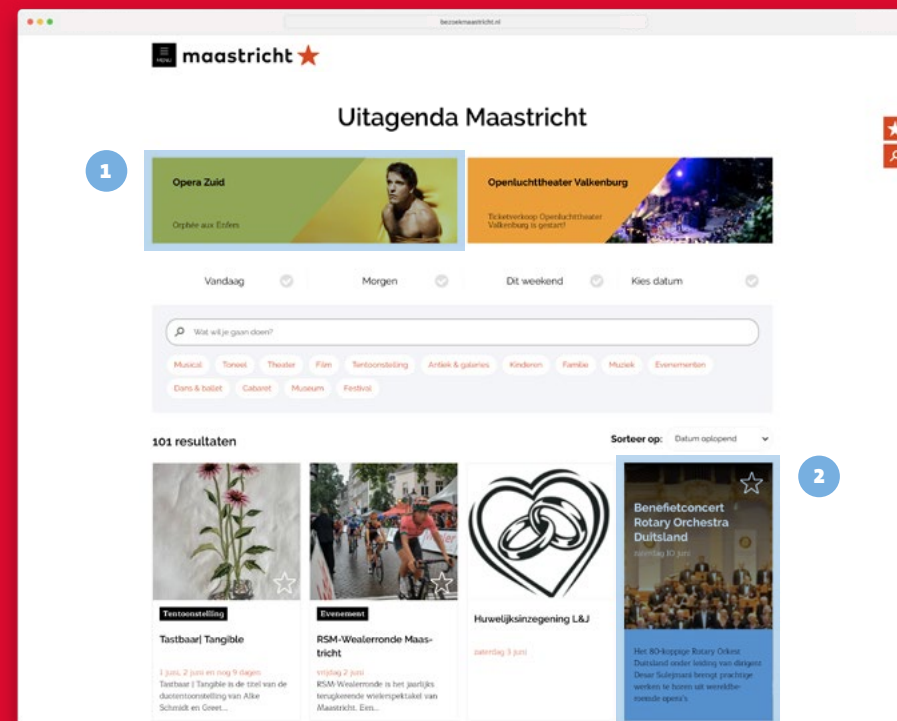 bezoekmaastricht.nl
MENU
maastricht
Uitagenda Maastricht
1
Opera Zuid
Orphée aux Enfers
Openluchttheater Valkenburg
Ticketverkoop Openluchttheater
Valkenburg is gestart!
Vandaag
Morgen
Dit weekend
Kies datum
Wat wil je gaan doen?
Musical Toneel Theater Film Tentoonstelling Antiek & galeries Kinderen Familie Muziek Evenementen
Dans & ballet Cabaret Museum Festival
101 resultaten
Sorteer op: Datum oplopend
2
Tentoonstelling
Tastbaar| Tangible
1 juni, 2 juni en nog 9 dagen
Tastbaar | Tangible is de titel van de
duotentoonstelling van Alke
Schmidt en Greet...
Evenement
RSM-Wealerronde Maas-
tricht
vrijdag 2 juni
RSM-Wealerronde is het jaarlijks
terugkerende wielerspektakel van
Maastricht. Een...
Huwelijksinzegening L&J
zaterdag 3 juni
Benefietconcert
Rotary Orchestra
Duitsland
zaterdag 10 juni
Het 80-koppige Rotary Orkest
Duitsland onder leiding van dirigent
Desar Sulejmani brengt prachtige
werken te horen uit wereldbe-
roemde opera's